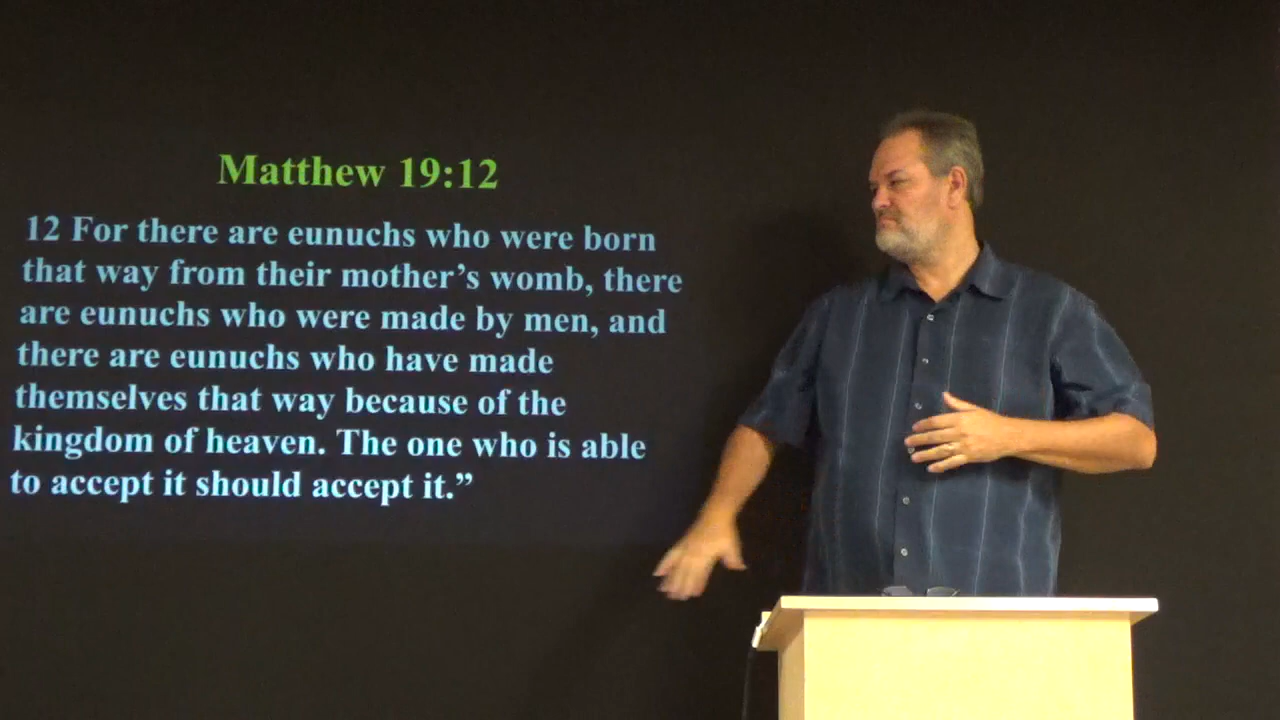 Matthew 19:12
12 For there are eunuchs who were born
that way from their mother’s womb, there
are eunuchs who were made by men, and
there are eunuchs who have made
themselves that way because of the
kingdom of heaven. The one who is able
to accept it should accept it.”